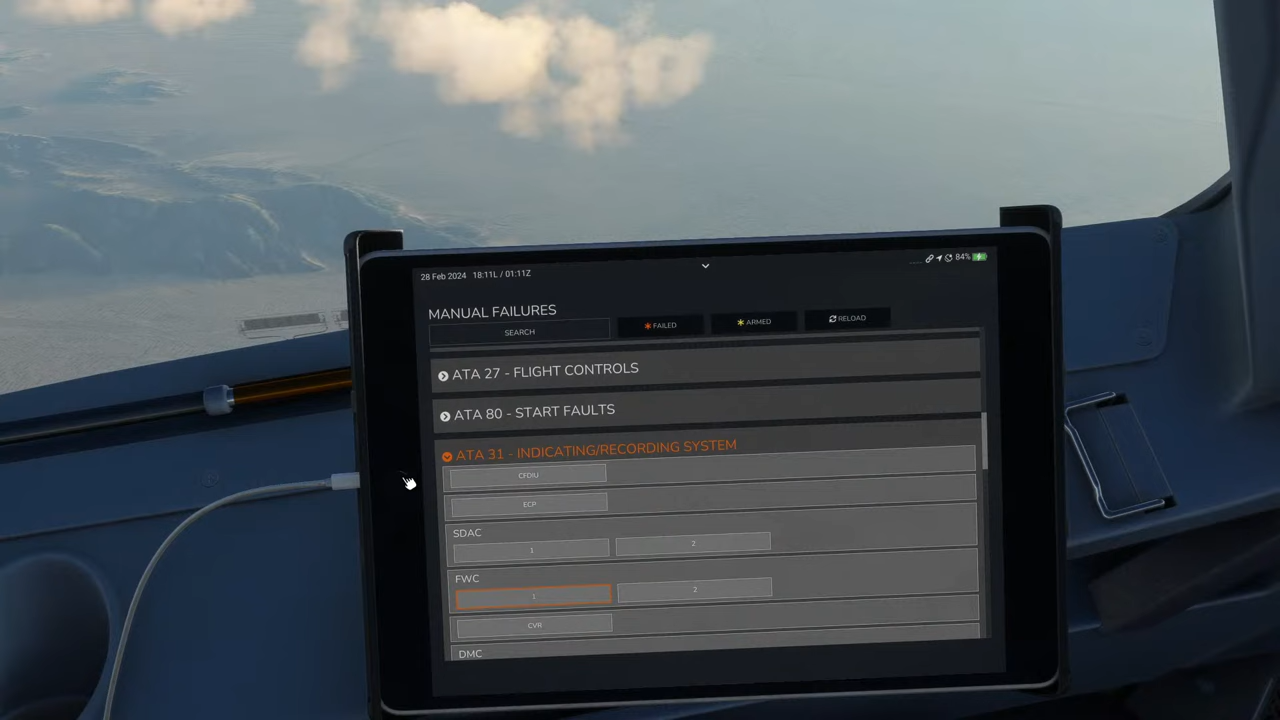 28 Feb 2024 18:11L / 01:11Z
84%
MANUAL FAILURES
SEARCH
FAILED
ARMED
RELOAD
ATA 27 - FLIGHT CONTROLS
ATA 80 - START FAULTS
ATA 31 - INDICATING/RECORDING SYSTEM
CFDIU
ECP
SDAC
1 2
FWC
1 2
CVR
DMC